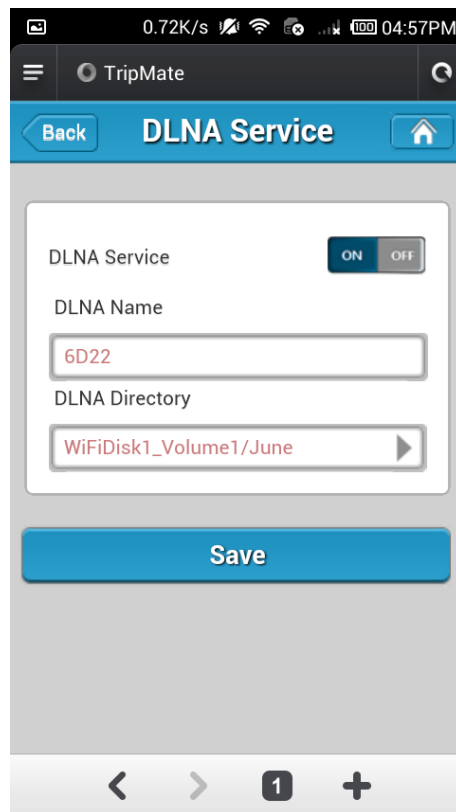 0.72K/s 100 04:57PM
TripMate
Back DLNA Service
DLNA Service ON OFF
DLNA Name
6D22
DLNA Directory
WiFiDisk1_Volume1/June
Save
1